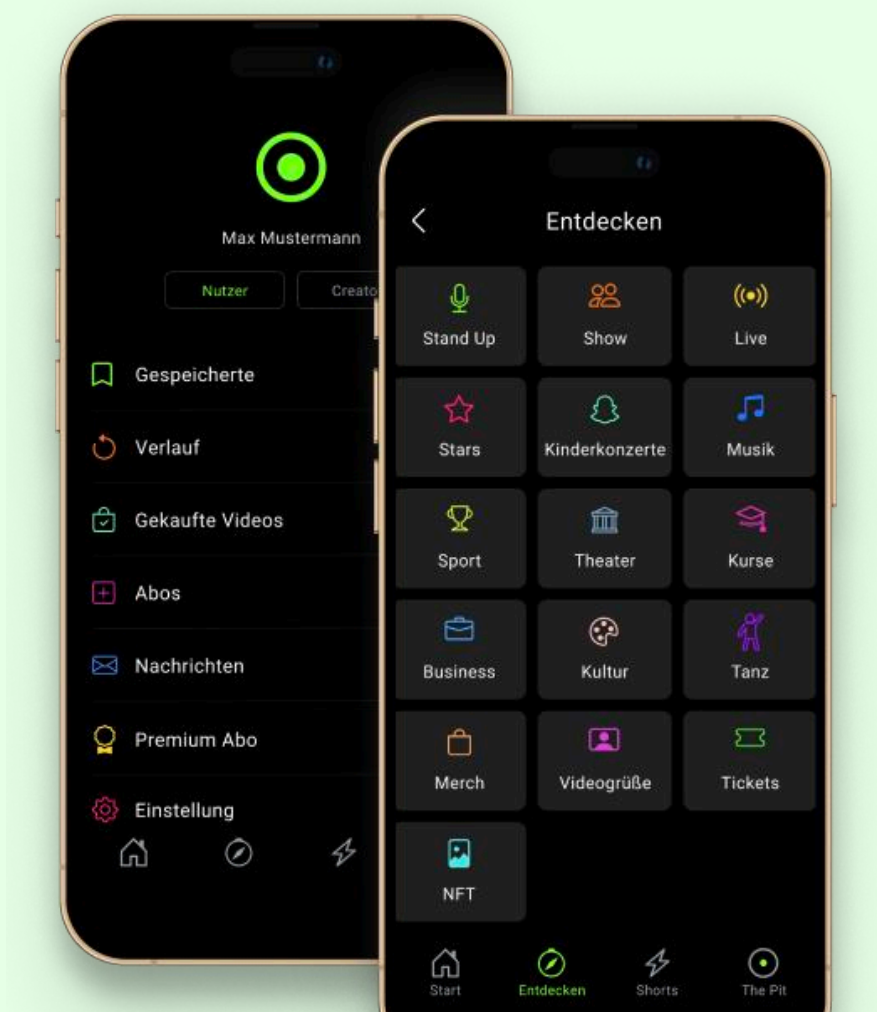 Max Mustermann
Nutzer
Gespeicherte
Verlauf
Gekaufte Videos
Abos
Nachrichten
Premium Abo
Einstellung
Entdecken
Stand Up
Show
Live
Stars
Kinderkonzerte
Musik
Sport
Theater
Kurse
Business
Kultur
Tanz
Merch
Videogrüße
Tickets
NFT
Start
Entdecken
Shorts
The Pit